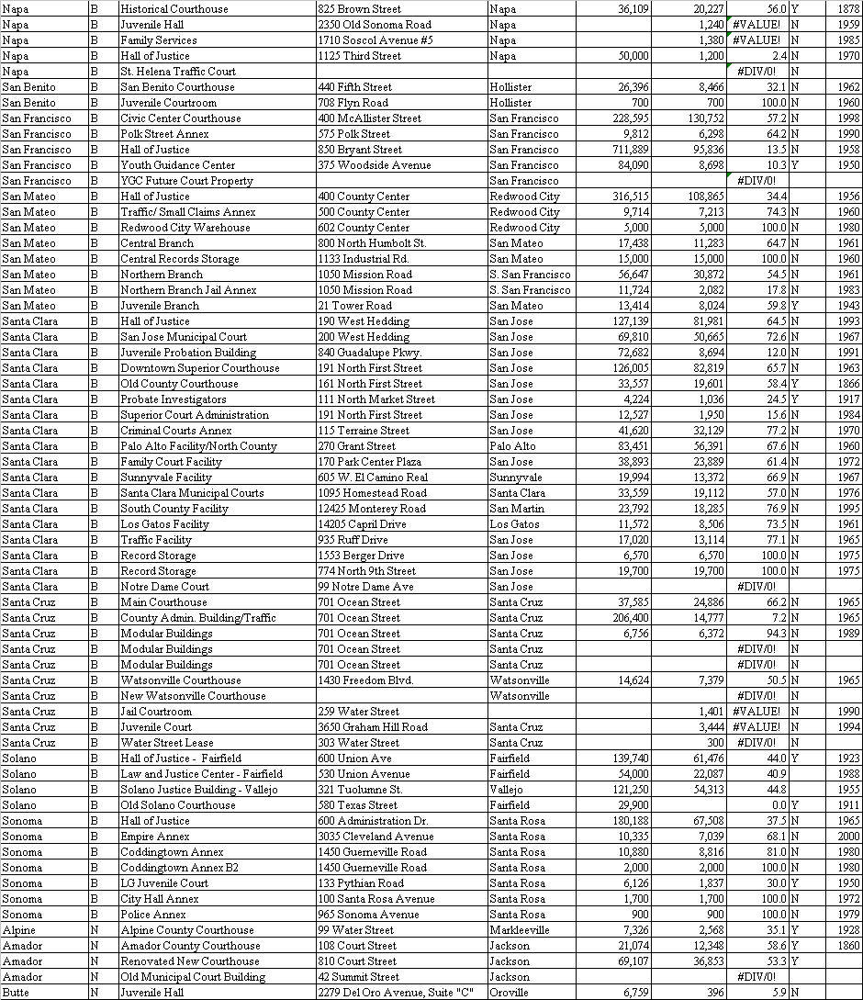 Napa B Historical Courthouse 825 Brown Street Napa 36,109 20,227 56.0 Y 1878
Napa B Juvenile Hall 2350 Old Sonoma Road Napa 1,240 #VALUE! N 1959
Napa B Family Services 1710 Soscol Avenue #5 Napa 1,380 #VALUE! N 1985
Napa B Hall of Justice 1125 Third Street Napa 50,000 1,200 2.4 N 1970
Napa B St. Helena Traffic Court #DIV/0! N
San Benito B San Benito Courthouse 440 Fifth Street Hollister 26,396 8,466 32.1 N 1962
San Benito B Juvenile Courtroom 708 Flyn Road Hollister 700 700 100.0 N 1960
San Francisco B Civic Center Courthouse 400 McAllister Street San Francisco 228,595 130,752 57.2 N 1998
San Francisco B Polk Street Annex 575 Polk Street San Francisco 9,812 6,298 64.2 N 1990
San Francisco B Hall of Justice 850 Bryant Street San Francisco 711,889 95,836 13.5 N 1958
San Francisco B Youth Guidance Center 375 Woodside Avenue San Francisco 84,090 8,698 10.3 Y 1950
San Francisco B YGC Future Court Property San Francisco #DIV/0!
San Mateo B Hall of Justice 400 County Center Redwood City 316,515 108,865 34.4 1956
San Mateo B Traffic/ Small Claims Annex 500 County Center Redwood City 9,714 7,213 74.3 N 1960
San Mateo B Redwood City Warehouse 602 County Center Redwood City 5,000 5,000 100.0 N 1980
San Mateo B Central Branch 800 North Humbolt St. San Mateo 17,438 11,283 64.7 N 1961
San Mateo B Central Records Storage 1133 Industrial Rd. San Mateo 15,000 15,000 100.0 N 1960
San Mateo B Northern Branch 1050 Mission Road S. San Francisco 56,647 30,872 54.5 N 1961
San Mateo B Northern Branch Jail Annex 1050 Mission Road S. San Francisco 11,724 2,082 17.8 N 1983
San Mateo B Juvenile Branch 21 Tower Road San Mateo 13,414 8,024 59.8 Y 1943
Santa Clara B Hall of Justice 190 West Hedding San Jose 127,139 81,981 64.5 N 1993
Santa Clara B San Jose Municipal Court 200 West Hedding San Jose 69,810 50,665 72.6 N 1967
Santa Clara B Juvenile Probation Building 840 Guadalupe Pkwy. San Jose 72,682 8,694 12.0 N 1991
Santa Clara B Downtown Superior Courthouse 191 North First Street San Jose 126,005 82,819 65.7 N 1963
Santa Clara B Old County Courthouse 161 North First Street San Jose 33,557 19,601 58.4 Y 1866
Santa Clara B Probate Investigators 111 North Market Street San Jose 4,224 1,036 24.5 Y 1917
Santa Clara B Superior Court Administration 191 North First Street San Jose 12,527 1,950 15.6 N 1984
Santa Clara B Criminal Courts Annex 115 Terraine Street San Jose 41,620 32,129 77.2 N 1970
Santa Clara B Palo Alto Facility/North County 270 Grant Street Palo Alto 83,451 56,391 67.6 N 1960
Santa Clara B Family Court Facility 170 Park Center Plaza San Jose 38,893 23,889 61.4 N 1972
Santa Clara B Sunnyvale Facility 605 W. El Camino Real Sunnyvale 19,994 13,372 66.9 N 1967
Santa Clara B Santa Clara Municipal Courts 1095 Homestead Road Santa Clara 33,559 19,112 57.0 N 1976
Santa Clara B South County Facility 12425 Monterey Road San Martin 23,792 18,285 76.9 N 1995
Santa Clara B Los Gatos Facility 14205 Capril Drive Los Gatos 11,572 8,506 73.5 N 1961
Santa Clara B Traffic Facility 935 Ruff Drive San Jose 17,020 13,114 77.1 N 1965
Santa Clara B Record Storage 1553 Berger Drive San Jose 6,570 6,570 100.0 N 1975
Santa Clara B Record Storage 774 North 9th Street San Jose 19,700 19,700 100.0 N 1975
Santa Clara B Notre Dame Court 99 Notre Dame Ave San Jose #DIV/0!
Santa Cruz B Main Courthouse 701 Ocean Street Santa Cruz 37,585 24,886 66.2 N 1965
Santa Cruz B County Admin. Building/Traffic 701 Ocean Street Santa Cruz 206,400 14,777 7.2 N 1965
Santa Cruz B Modular Buildings 701 Ocean Street Santa Cruz 6,756 6,372 94.3 N 1989
Santa Cruz B Modular Buildings 701 Ocean Street Santa Cruz #DIV/0! N
Santa Cruz B Modular Buildings 701 Ocean Street Santa Cruz #DIV/0! N
Santa Cruz B Watsonville Courthouse 1430 Freedom Blvd. Watsonville 14,624 7,379 50.5 N 1965
Santa Cruz B New Watsonville Courthouse Watsonville #DIV/0! N
Santa Cruz B Jail Courtroom 259 Water Street 1,401 #VALUE! N 1990
Santa Cruz B Juvenile Court 3650 Graham Hill Road Santa Cruz 3,444 #VALUE! N 1994
Santa Cruz B Water Street Lease 303 Water Street Santa Cruz 300 #DIV/0! N
Solano B Hall of Justice - Fairfield 600 Union Ave Fairfield 139,740 61,476 44.0 Y 1923
Solano B Law and Justice Center - Fairfield 530 Union Avenue Fairfield 54,000 22,087 40.9 1988
Solano B Solano Justice Building - Vallejo 321 Tuolumne St. Vallejo 121,250 54,313 44.8 1955
Solano B Old Solano Courthouse 580 Texas Street Fairfield 29,900 0.0 Y 1911
Sonoma B Hall of Justice 600 Administration Dr. Santa Rosa 180,188 67,508 37.5 N 1965
Sonoma B Empire Annex 3035 Cleveland Avenue Santa Rosa 10,335 7,039 68.1 N 2000
Sonoma B Coddingtown Annex 1450 Guerneville Road Santa Rosa 10,880 8,816 81.0 N 1980
Sonoma B Coddingtown Annex B2 1450 Guerneville Road Santa Rosa 2,000 2,000 100.0 N 1980
Sonoma B LG Juvenile Court 133 Pythian Road Santa Rosa 6,126 1,837 30.0 Y 1950
Sonoma B City Hall Annex 100 Santa Rosa Avenue Santa Rosa 1,700 1,700 100.0 N 1972
Sonoma B Police Annex 965 Sonoma Avenue Santa Rosa 900 900 100.0 N 1979
Alpine N Alpine County Courthouse 99 Water Street Markleeville 7,326 2,568 35.1 Y 1928
Amador N Amador County Courthouse 108 Court Street Jackson 21,074 12,348 58.6 Y 1860
Amador N Renovated New Courthouse 810 Court Street Jackson 69,107 36,853 53.3 Y
Amador N Old Municipal Court Building 42 Summit Street Jackson #DIV/0!
Butte N Juvenile Hall 2279 Del Oro Avenue, Suite "C" Oroville 6,759 396 5.9 N 1960